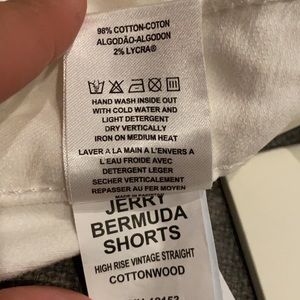 98% COTTON-COTON
ALGODÃO-ALGODON
2% LYCRA®
HAND WASH INSIDE OUT
WITH COLD WATER AND
LIGHT DETERGENT
DRY VERTICALLY
IRON ON MEDIUM HEAT
LAVER A LA MAIN A L'ENVERS A
L'EAU FROIDE AVEC
DETERGENT LEGER
SECHER VERTICALEMENT
REPASSER AU FER MOYEN
JERRY
BERMUDA
SHORTS
HIGH RISE VINTAGE STRAIGHT
COTTONWOOD